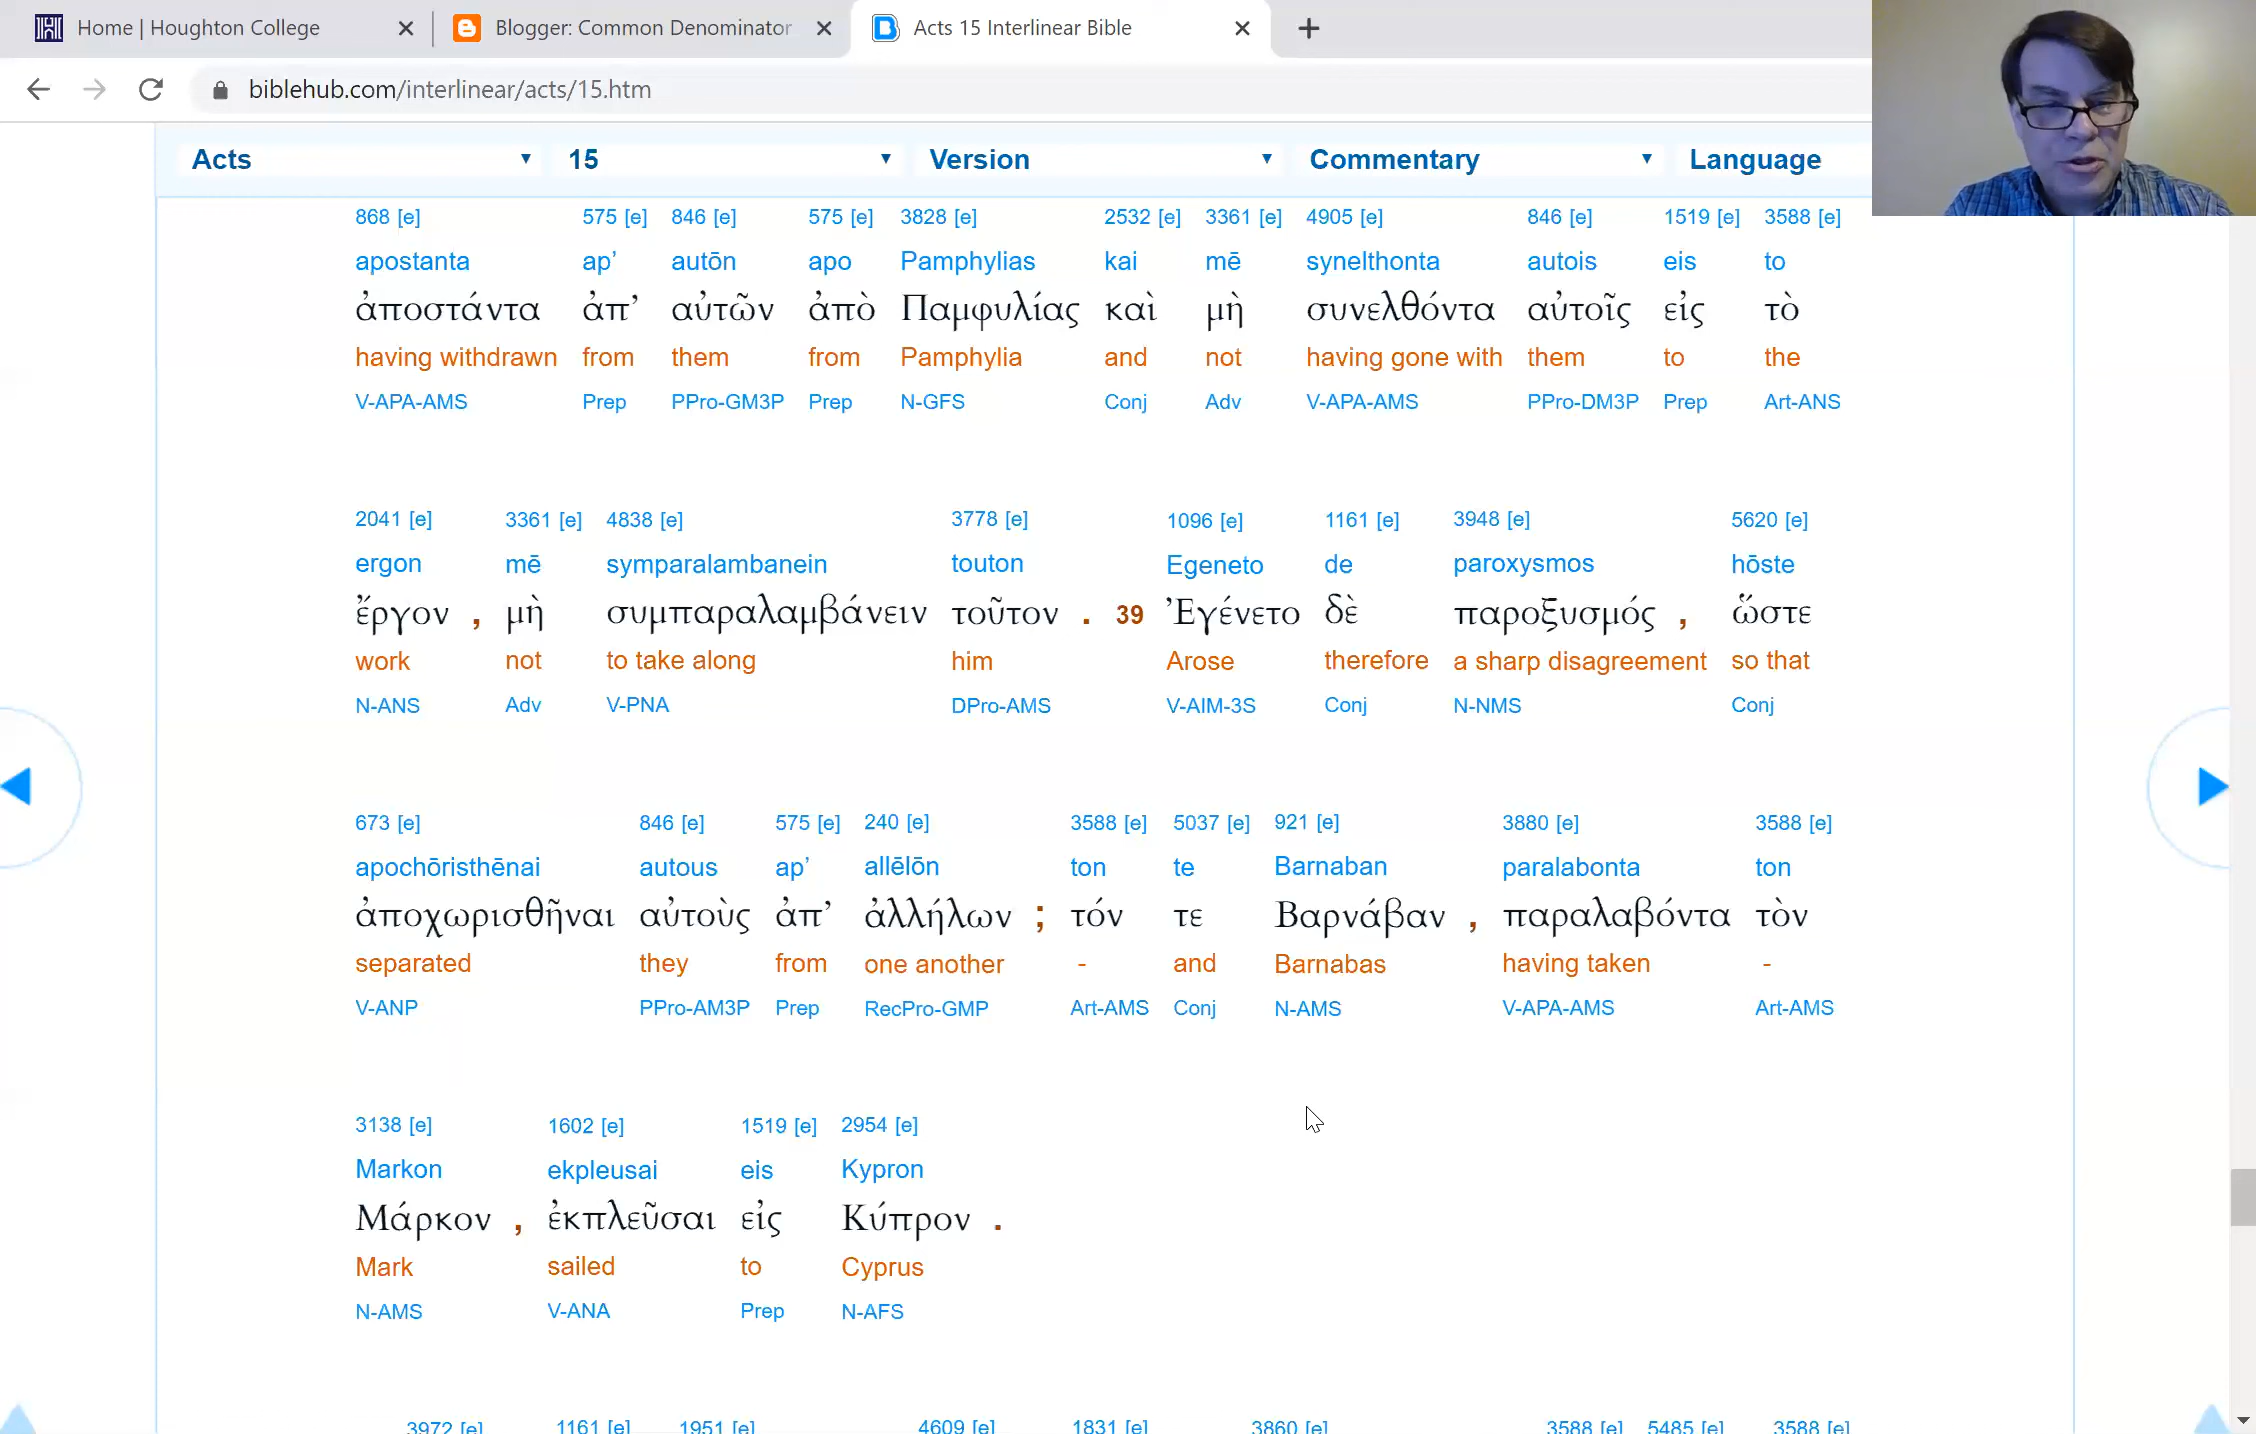 Home | Houghton College
Blogger: Common Denominator
Acts 15 Interlinear Bible
biblehub.com/interlinear/acts/15.htm
Acts 15 Version Commentary Language
868 [e] 575 [e] 846 [e] 575 [e] 3828 [e] 2532 [e] 3361 [e] 4905 [e] 846 [e] 1519 [e] 3588 [e]
apostanta ap’ autōn apo Pamphylias kai mē synelthonta autois eis to
ἀποστάντα ἀπ’ αὐτῶν ἀπὸ Παμφυλίας καὶ μὴ συνελθόντα αὐτοῖς εἰς τὸ
having withdrawn from them from Pamphylia and not having gone with them to the
V-APA-AMS Prep PPro-GM3P Prep N-GFS Conj Adv V-APA-AMS PPro-DM3P Prep Art-ANS
2041 [e] 3361 [e] 4838 [e] 3778 [e] 1096 [e] 1161 [e] 3948 [e] 5620 [e]
ergon mē symparalambanein touton Egeneto de paroxysmos hōste
ἔργον , μὴ συμπαραλαμβάνειν τοῦτον . 39 Ἐγένετο δὲ παροξυσμός , ὥστε
work not to take along him Arose therefore a sharp disagreement so that
N-ANS Adv V-PNA DPro-AMS V-AIM-3S Conj N-NMS Conj
673 [e] 846 [e] 575 [e] 240 [e] 3588 [e] 5037 [e] 921 [e] 3880 [e] 3588 [e]
apochōristhēnai autous ap’ allēlōn ton te Barnaban paralabonta ton
ἀποχωρισθῆναι αὐτοὺς ἀπ’ ἀλλήλων ; τόν τε Βαρνάβαν , παραλαβόντα τὸν
separated they from one another - and Barnabas having taken -
V-ANP PPro-AM3P Prep RecPro-GMP Art-AMS Conj N-AMS V-APA-AMS Art-AMS
3138 [e] 1602 [e] 1519 [e] 2954 [e]
Markon ekpleusai eis Kypron
Μάρκον , ἐκπλεῦσαι εἰς Κύπρον .
Mark sailed to Cyprus
N-AMS V-ANA Prep N-AFS
3972 [e] 1161 [e] 1951 [e] 4609 [e] 1831 [e] 3860 [e] 3588 [e] 5485 [e] 3588 [e]